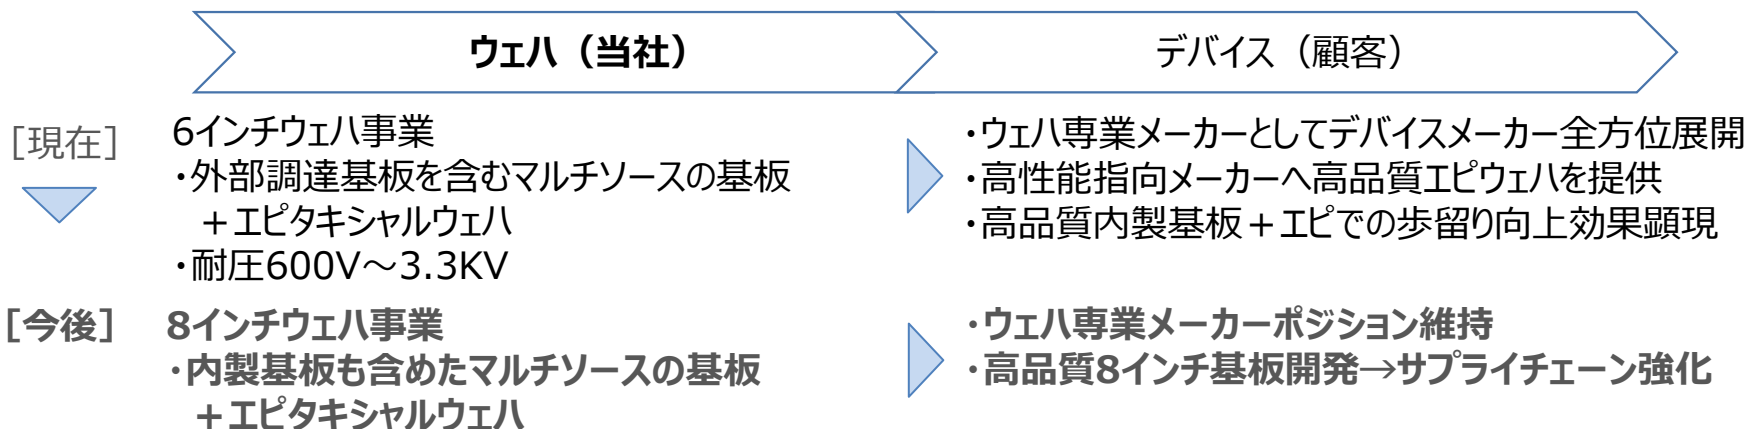 ウェハ（当社）
デバイス（顧客）
［現在］
6インチウェハ事業
・外部調達基板を含むマルチソースの基板
＋エピタキシャルウェハ
・耐圧600V～3.3KV
・ウェハ専業メーカーとしてデバイスメーカー全方位展開
・高性能指向メーカーへ高品質エピウェハを提供
・高品質内製基板＋エピでの歩留り向上効果顕現
［今後］
8インチウェハ事業
・内製基板も含めたマルチソースの基板
＋エピタキシャルウェハ
・ウェハ専業メーカーポジション維持
・高品質8インチ基板開発→サプライチェーン強化